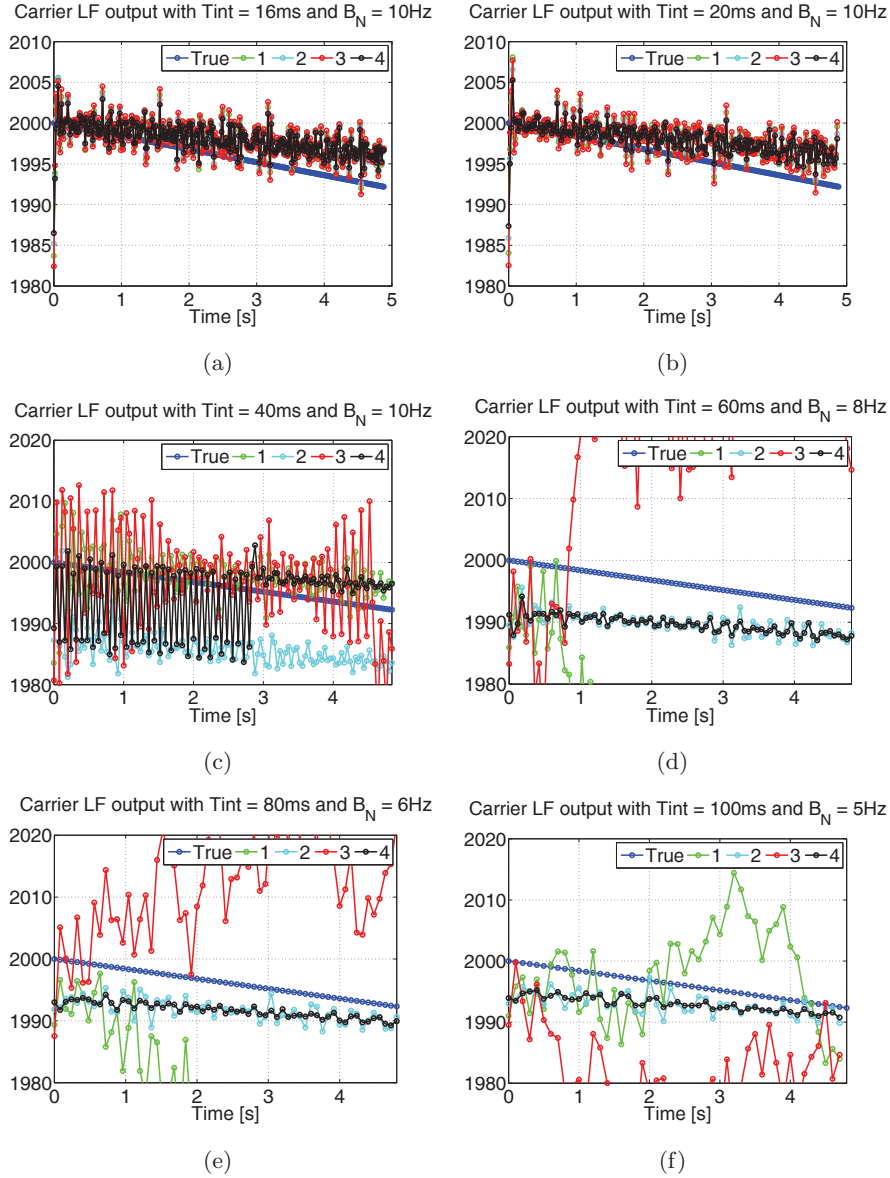 Carrier LF output with Tint = 16ms and B_N = 10Hz
2010
2005
2000
1995
1990
1985
1980
True 1 2 3 4
0 1 2 3 4 5
Time [s]
(a)
Carrier LF output with Tint = 20ms and B_N = 10Hz
2010
2005
2000
1995
1990
1985
1980
True 1 2 3 4
0 1 2 3 4 5
Time [s]
(b)
Carrier LF output with Tint = 40ms and B_N = 10Hz
2020
2010
2000
1990
1980
True 1 2 3 4
0 1 2 3 4
Time [s]
(c)
Carrier LF output with Tint = 60ms and B_N = 8Hz
2020
2010
2000
1990
1980
True 1 2 3 4
0 2 4
Time [s]
(d)
Carrier LF output with Tint = 80ms and B_N = 6Hz
2020
2010
2000
1990
1980
True 1 2 3 4
0 1 2 3 4
Time [s]
(e)
Carrier LF output with Tint = 100ms and B_N = 5Hz
2020
2010
2000
1990
1980
True 1 2 3 4
0 1 2 3 4
Time [s]
(f)